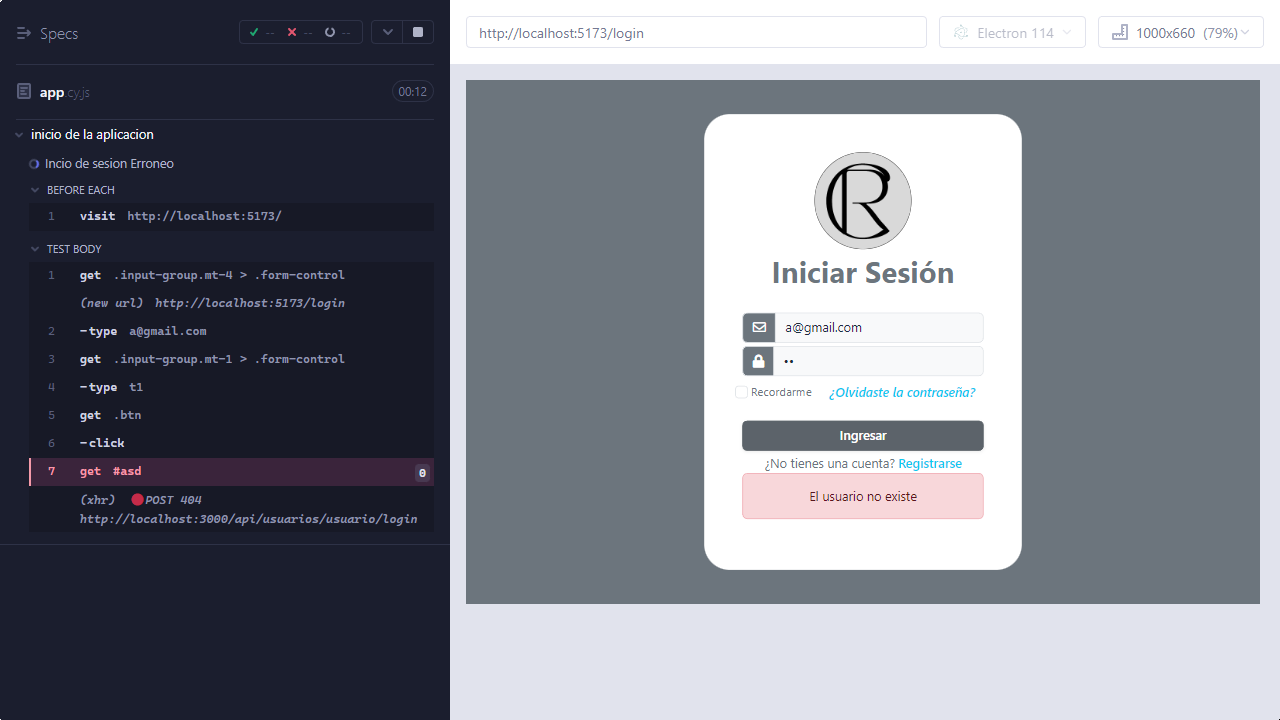 Specs
-- -- --
app.cy.js
00:12
inicio de la aplicacion
Incio de sesion Erroneo
BEFORE EACH
1 visit http://localhost:5173/
TEST BODY
1 get .input-group.mt-4 > .form-control
(new url) http://localhost:5173/login
2 -type a@gmail.com
3 get .input-group.mt-1 > .form-control
4 -type t1
5 get .btn
6 -click
7 get #asd 0
(xhr) POST 404
http://localhost:3000/api/usuarios/usuario/login
http://localhost:5173/login
Electron 114
1000x660 (79%)
R
Iniciar Sesión
a@gmail.com
••
Recordarme ¿Olvidaste la contraseña?
Ingresar
¿No tienes una cuenta? Registrarse
El usuario no existe